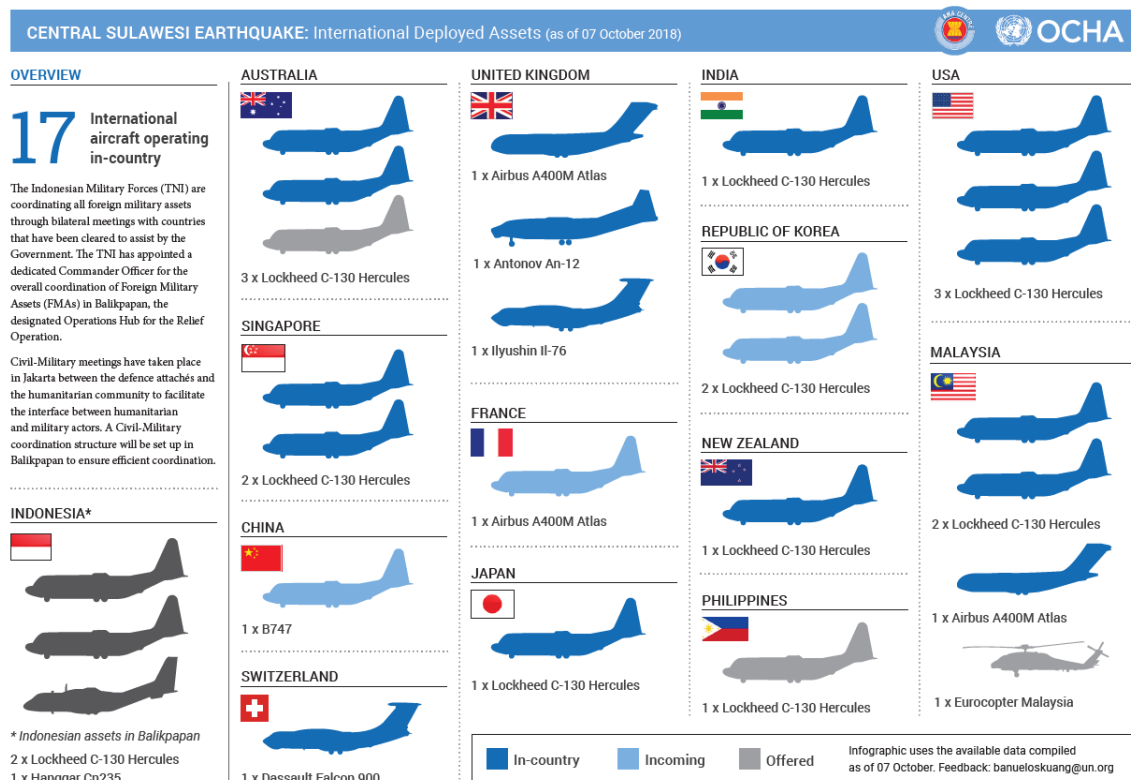 CENTRAL SULAWESI EARTHQUAKE: International Deployed Assets (as of 07 October 2018)
OCHA
OVERVIEW
17
International
aircraft operating
in-country
The Indonesian Military Forces (TNI) are
coordinating all foreign military assets
through bilateral meetings with countries
that have been cleared to assist by the
Government. The TNI has appointed a
dedicated Commander Officer for the
overall coordination of Foreign Military
Assets (FMAs) in Balikpapan, the
designated Operations Hub for the Relief
Operation.
Civil-Military meetings have taken place
in Jakarta between the defence attachés and
the humanitarian community to facilitate
the interface between humanitarian
and military actors. A Civil-Military
coordination structure will be set up in
Balikpapan to ensure efficient coordination.
INDONESIA*
* Indonesian assets in Balikpapan
2 x Lockheed C-130 Hercules
1 x Hanggar Cn235
AUSTRALIA
3 x Lockheed C-130 Hercules
SINGAPORE
2 x Lockheed C-130 Hercules
CHINA
1 x B747
SWITZERLAND
1 x Dassault Falcon 900
UNITED KINGDOM
1 x Airbus A400M Atlas
1 x Antonov An-12
1 x Ilyushin Il-76
FRANCE
1 x Airbus A400M Atlas
JAPAN
1 x Lockheed C-130 Hercules
INDIA
1 x Lockheed C-130 Hercules
REPUBLIC OF KOREA
2 x Lockheed C-130 Hercules
NEW ZEALAND
1 x Lockheed C-130 Hercules
PHILIPPINES
1 x Lockheed C-130 Hercules
USA
3 x Lockheed C-130 Hercules
MALAYSIA
2 x Lockheed C-130 Hercules
1 x Airbus A400M Atlas
1 x Eurocopter Malaysia
In-country
Incoming
Offered
Infographic uses the available data compiled
as of 07 October. Feedback: banueloskuang@un.org